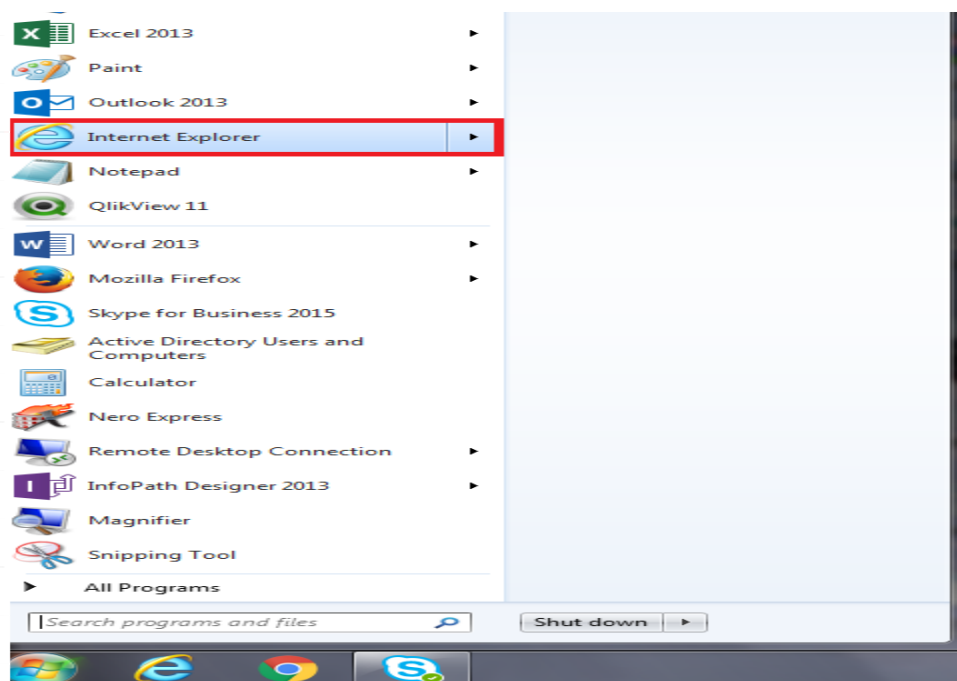 Excel 2013
Paint
Outlook 2013
Internet Explorer
Notepad
QlikView 11
Word 2013
Mozilla Firefox
Skype for Business 2015
Active Directory Users and
Computers
Calculator
Nero Express
Remote Desktop Connection
InfoPath Designer 2013
Magnifier
Snipping Tool
All Programs
Search programs and files
Shut down